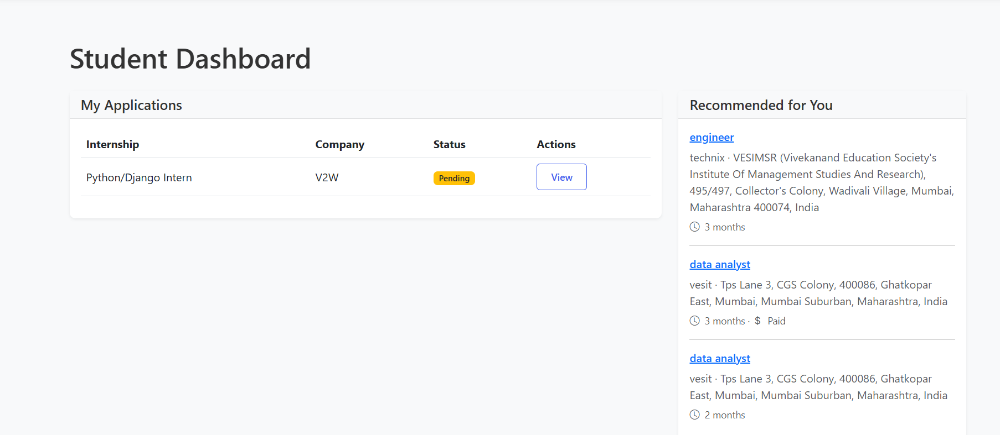 Student Dashboard
My Applications
Internship Company Status Actions
Python/Django Intern V2W Pending View
Recommended for You
engineer
technix · VESIMSR (Vivekanand Education Society's
Institute Of Management Studies And Research),
495/497, Collector's Colony, Wadivali Village, Mumbai,
Maharashtra 400074, India
3 months
data analyst
vesit · Tps Lane 3, CGS Colony, 400086, Ghatkopar
East, Mumbai, Mumbai Suburban, Maharashtra, India
3 months · $ Paid
data analyst
vesit · Tps Lane 3, CGS Colony, 400086, Ghatkopar
East, Mumbai, Mumbai Suburban, Maharashtra, India
2 months